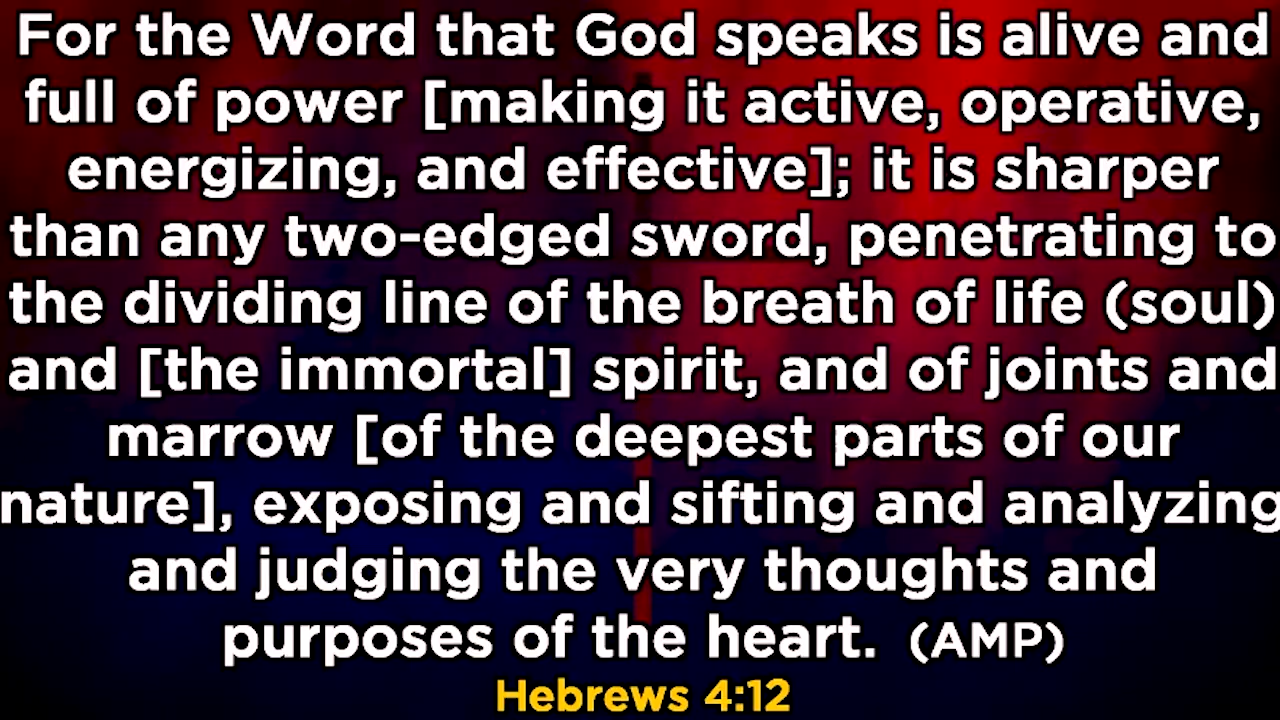 For the Word that God speaks is alive and
full of power [making it active, operative,
energizing, and effective]; it is sharper
than any two-edged sword, penetrating to
the dividing line of the breath of life (soul)
and [the immortal] spirit, and of joints and
marrow [of the deepest parts of our
nature], exposing and sifting and analyzing
and judging the very thoughts and
purposes of the heart. (AMP)
Hebrews 4:12